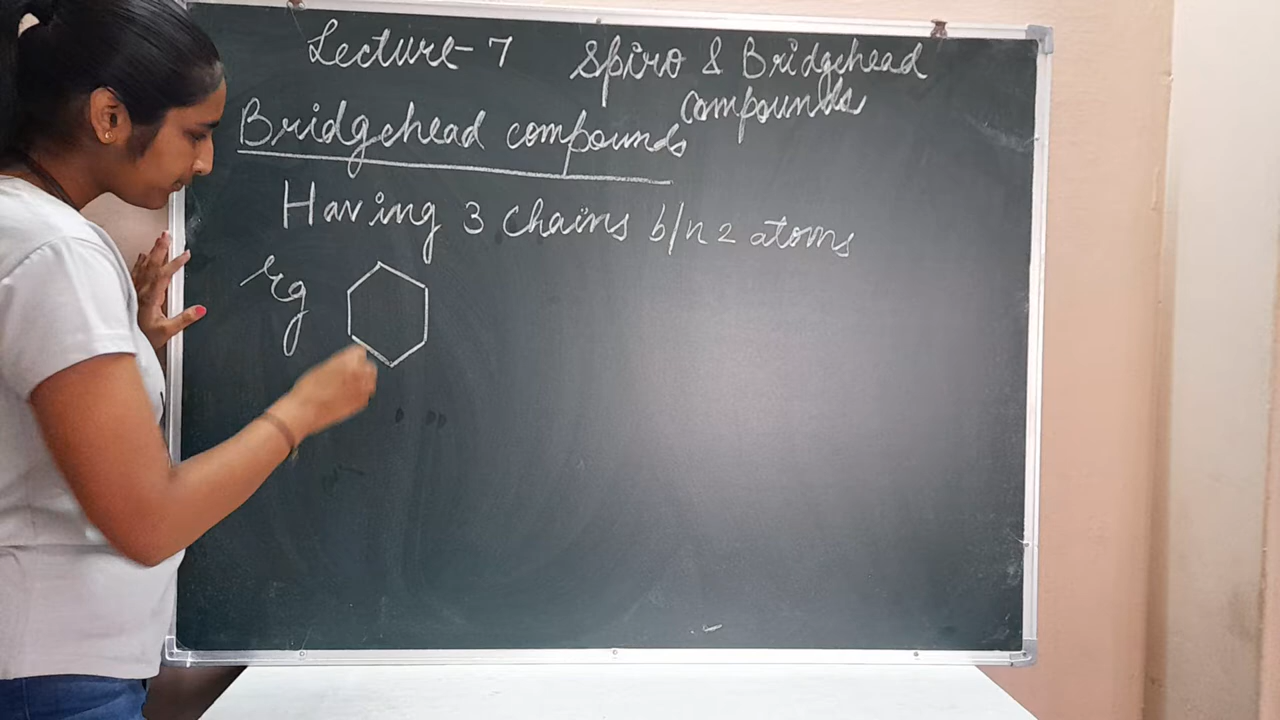 Lecture-7 Spiro & Bridgehead
compounds
Bridgehead compounds
Having 3 chains b/n 2 atoms
eg